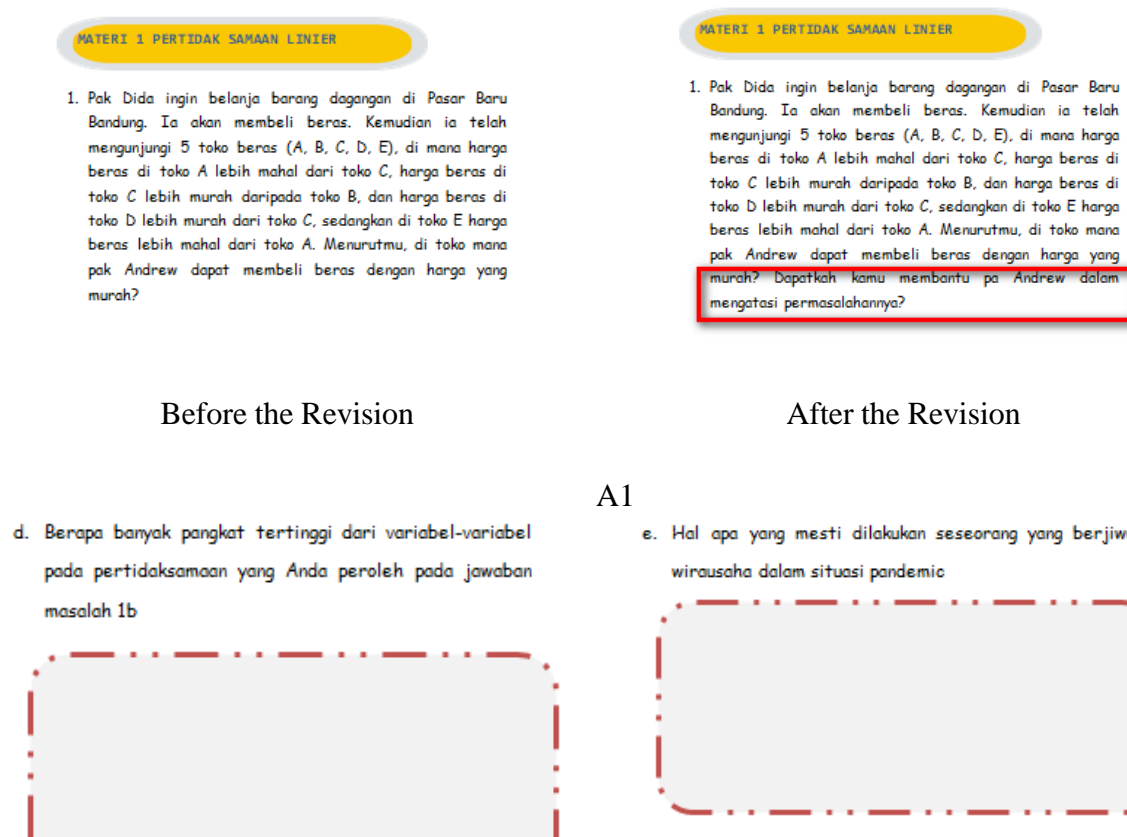 MATERI 1 PERTIDAK SAMAAN LINIER
1. Pak Dida ingin belanja barang dagangan di Pasar Baru
Bandung. Ia akan membeli beras. Kemudian ia telah
mengunjungi 5 toko beras (A, B, C, D, E), di mana harga
beras di toko A lebih mahal dari toko C, harga beras di
toko C lebih murah daripada toko B, dan harga beras di
toko D lebih murah dari toko C, sedangkan di toko E harga
beras lebih mahal dari toko A. Menurutmu, di toko mana
pak Andrew dapat membeli beras dengan harga yang
murah?
Before the Revision
MATERI 1 PERTIDAK SAMAAN LINIER
1. Pak Dida ingin belanja barang dagangan di Pasar Baru
Bandung. Ia akan membeli beras. Kemudian ia telah
mengunjungi 5 toko beras (A, B, C, D, E), di mana harga
beras di toko A lebih mahal dari toko C, harga beras di
toko C lebih murah daripada toko B, dan harga beras di
toko D lebih murah dari toko C, sedangkan di toko E harga
beras lebih mahal dari toko A. Menurutmu, di toko mana
pak Andrew dapat membeli beras dengan harga yang
murah? Dapatkah kamu membantu pa Andrew dalam
mengatasi permasalahannya?
After the Revision
A1
d. Berapa banyak pangkat tertinggi dari variabel-variabel
pada pertidaksamaan yang Anda peroleh pada jawaban
masalah 1b
e. Hal apa yang mesti dilakukan seseorang yang berjiw
wirausaha dalam situasi pandemic